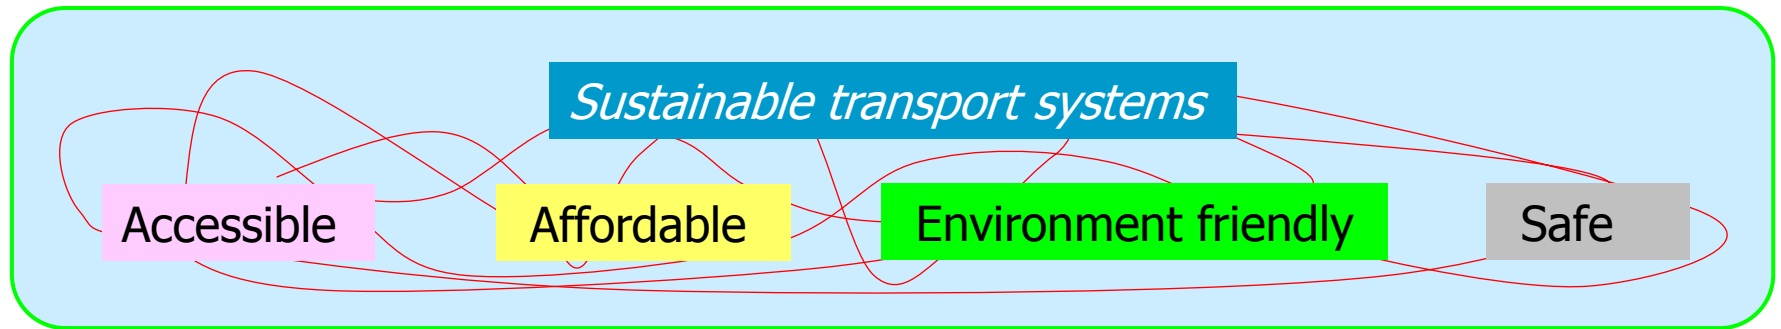 Sustainable transport systems
Accessible
Affordable
Environment friendly
Safe